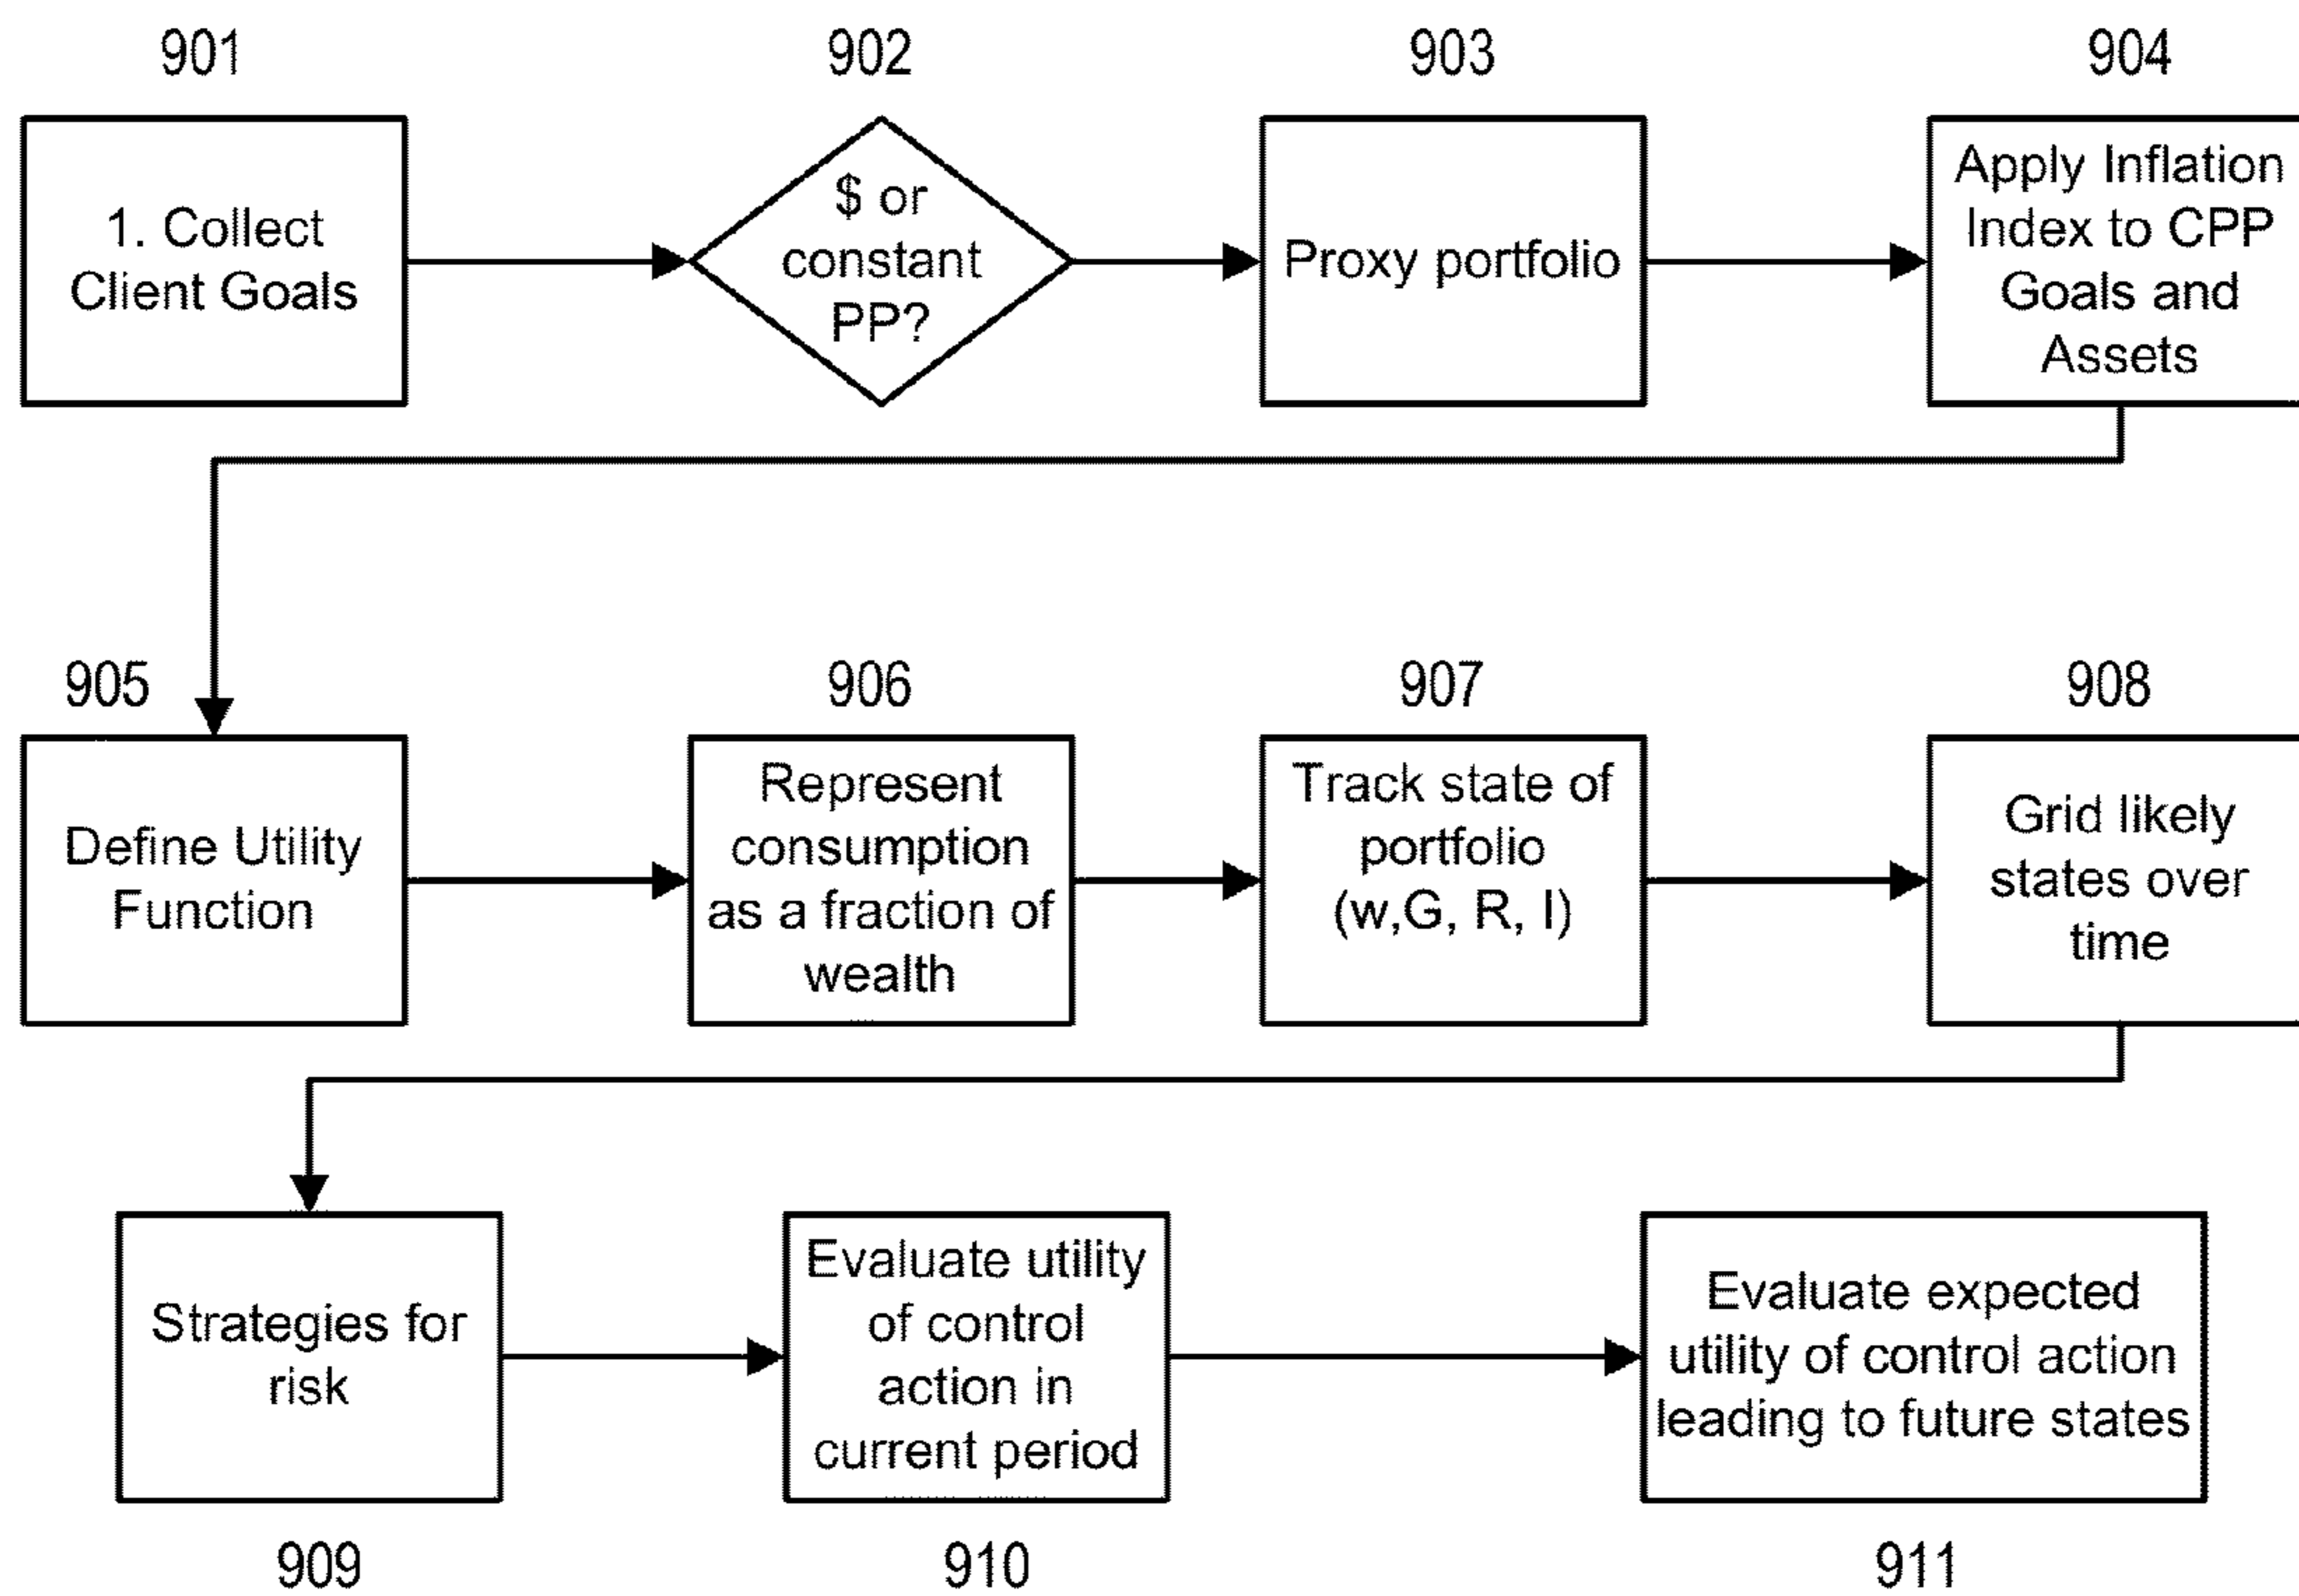 901
902
903
904
1. Collect
Client Goals
$ or
constant
PP?
Proxy portfolio
Apply Inflation
Index to CPP
Goals and
Assets
905
906
907
908
Define Utility
Function
Represent
consumption
as a fraction of
wealth
Track state of
portfolio
(w,G, R, I)
Grid likely
states over
time
Strategies for
risk
Evaluate utility
of control
action in
current period
Evaluate expected
utility of control action
leading to future states
909
910
911